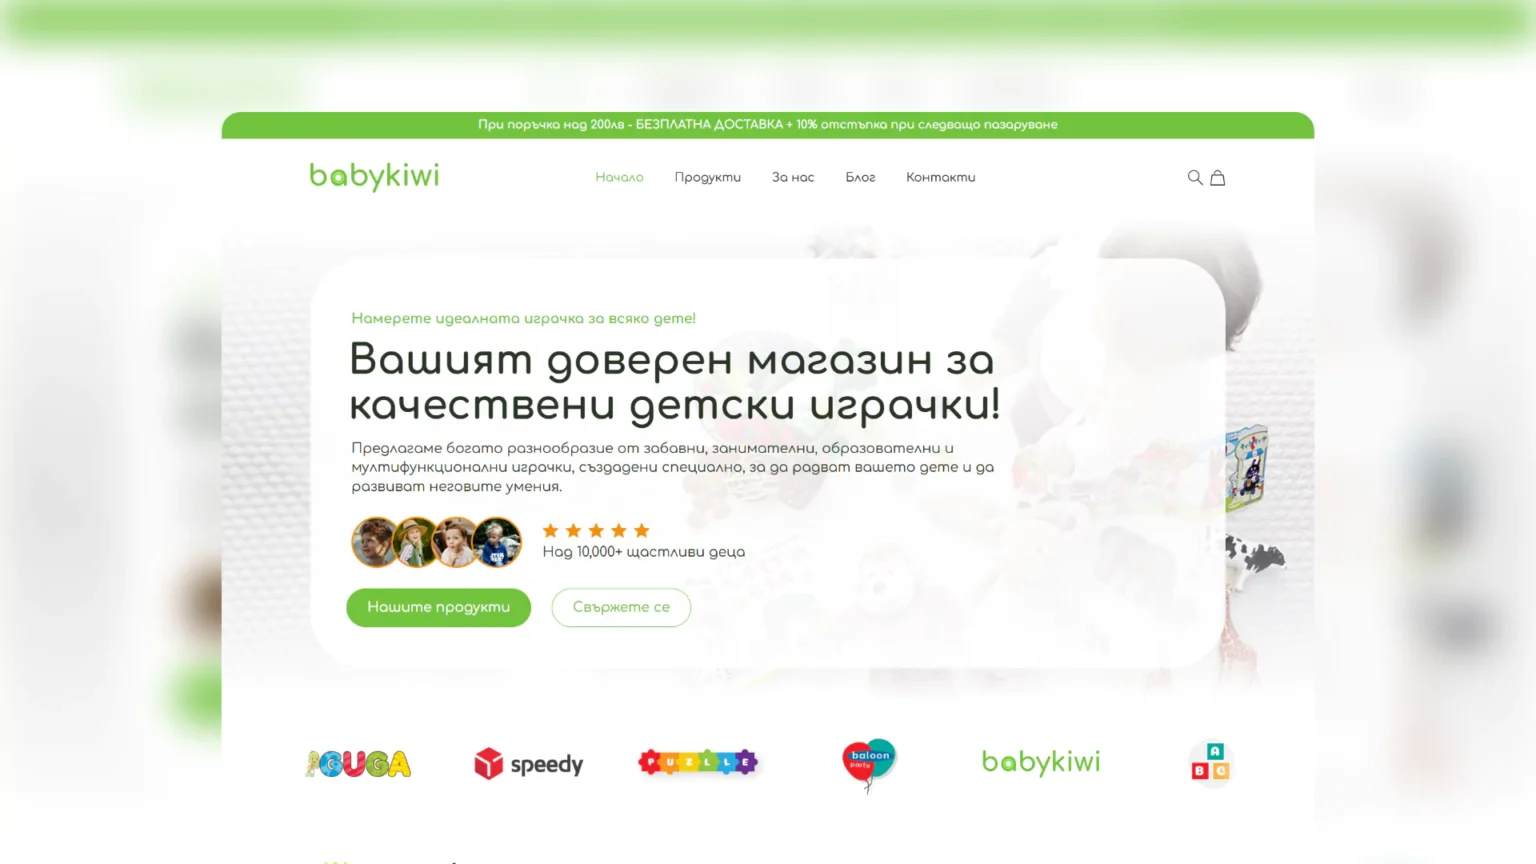 При поръчка над 200лв - БЕЗПЛАТНА ДОСТАВКА + 10% отстъпка при следващо пазаруване
babykiwi
Начало
Продукти
За нас
Блог
Контакти
Намерете идеалната играчка за всяко дете!
Вашият доверен магазин за
качествени детски играчки!
Предлагаме богато разнообразие от забавни, занимателни, образователни и
мултифункционални играчки, създадени специално, за да радват вашето дете и да
развиват неговите умения.
Над 10,000+ щастливи деца
Нашите продукти
Свържете се
GUGA
speedy
PUZLLE
baloon
party
babykiwi
A
B C